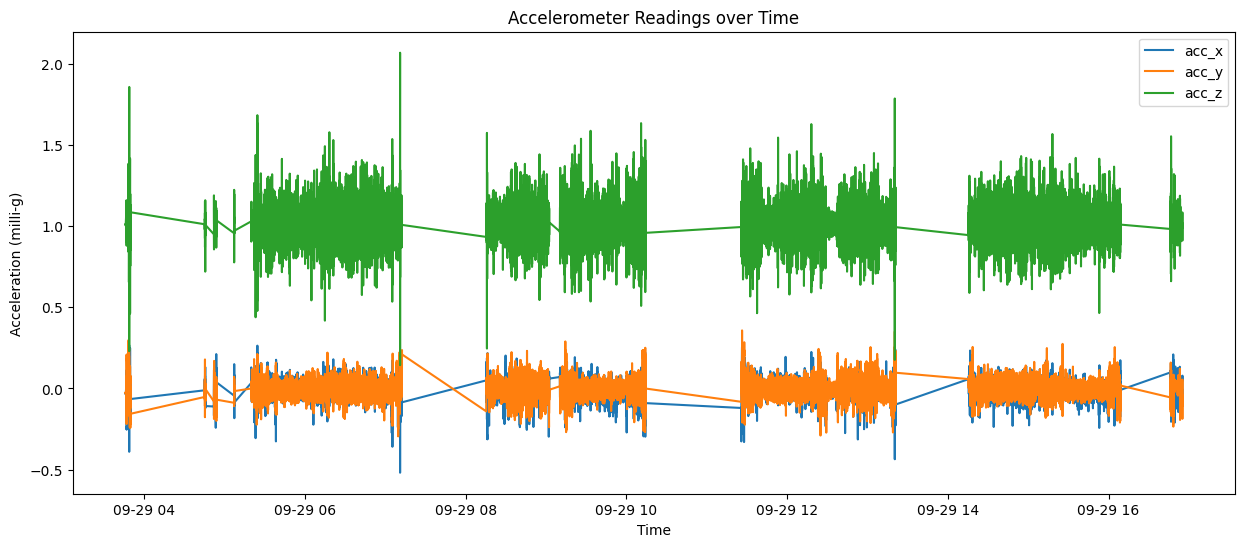 Accelerometer Readings over Time
acc_x
acc_y
acc_z
Acceleration (milli-g)
2.0
1.5
1.0
0.5
0.0
−0.5
09-29 04
09-29 06
09-29 08
09-29 10
09-29 12
09-29 14
09-29 16
Time